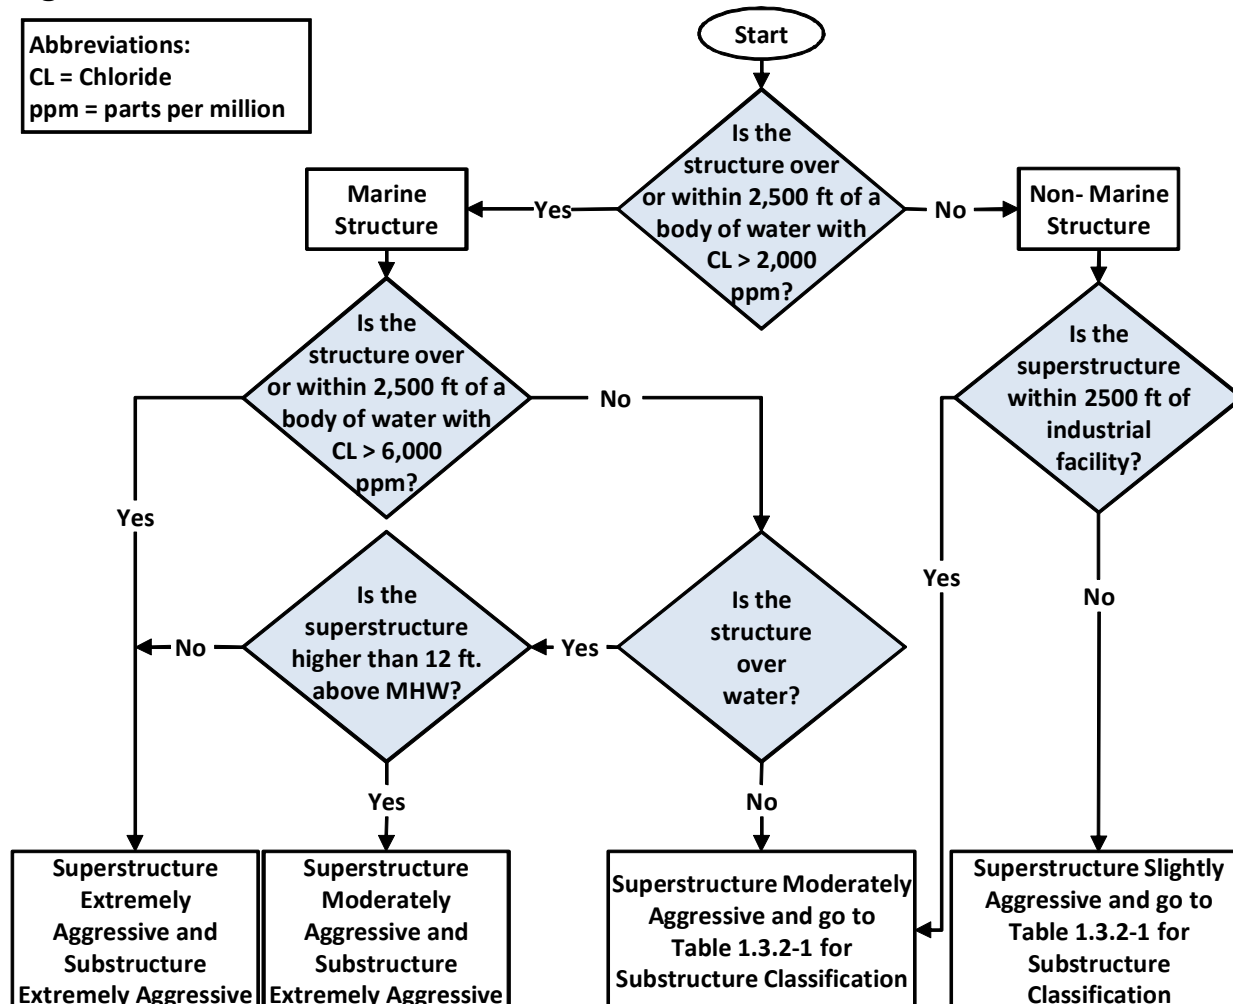 Abbreviations:
CL = Chloride
ppm = parts per million
Start
Is the
structure over
or within 2,500 ft of a
body of water with
CL > 2,000
ppm?
Yes
No
Marine
Structure
Non- Marine
Structure
Is the
structure over
or within 2,500 ft of a
body of water with
CL > 6,000
ppm?
No
Yes
Is the
superstructure
within 2500 ft of
industrial
facility?
Yes
No
Is the
superstructure
higher than 12 ft.
above MHW?
No
Yes
Is the
structure
over
water?
Yes
No
Superstructure
Extremely
Aggressive and
Substructure
Extremely Aggressive
Superstructure
Moderately
Aggressive and
Substructure
Extremely Aggressive
Superstructure Moderately
Aggressive and go to
Table 1.3.2-1 for
Substructure Classification
Superstructure Slightly
Aggressive and go to
Table 1.3.2-1 for
Substructure
Classification